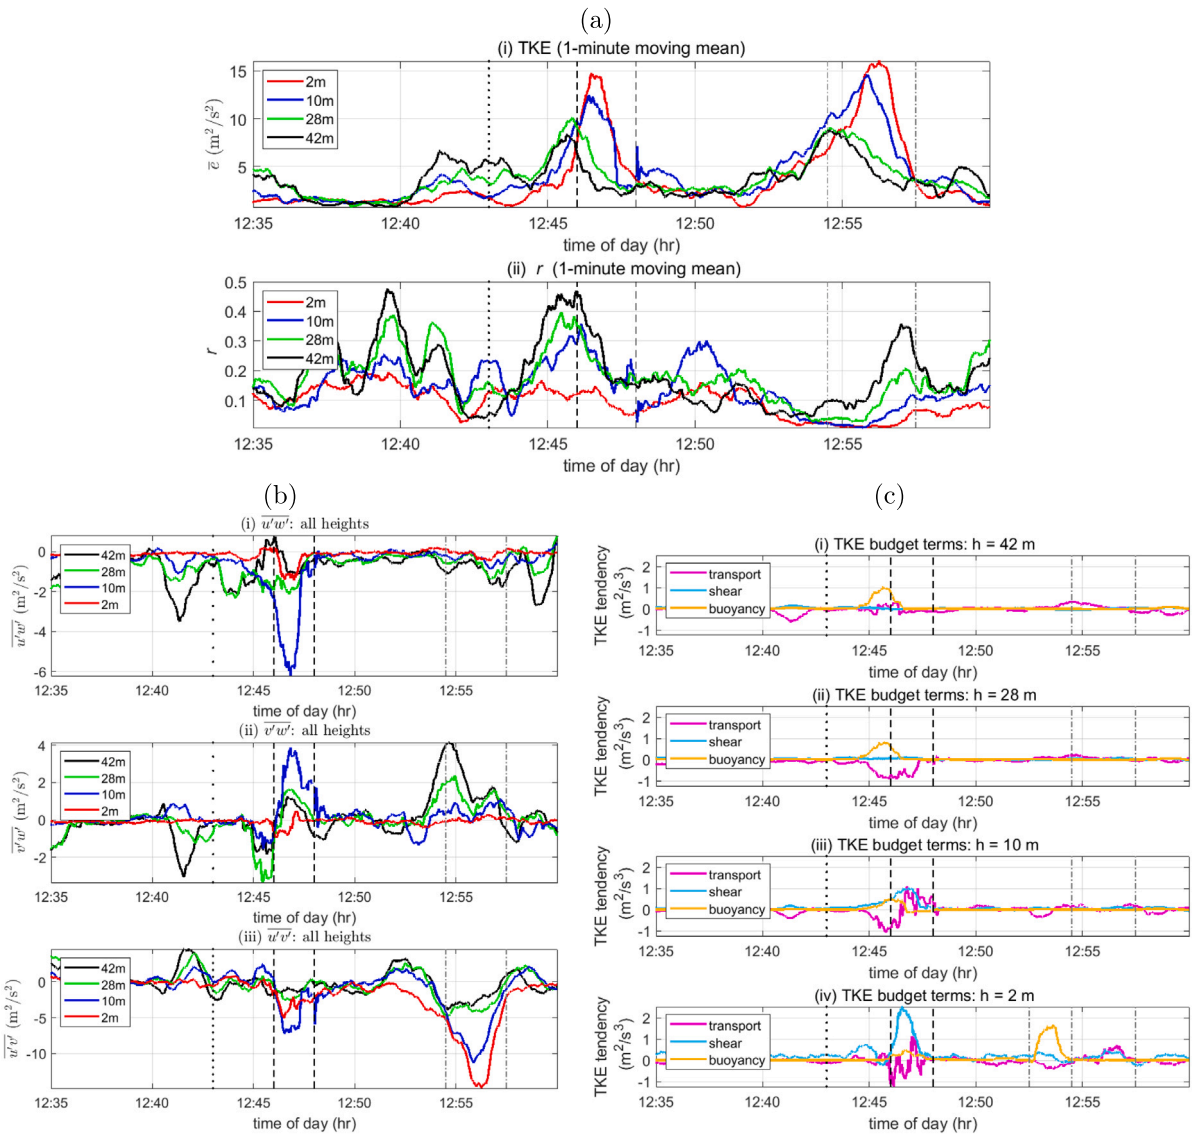 (a)
(i) TKE (1-minute moving mean)
e̅ (m²/s²)
15
10
5
2m
10m
28m
42m
12:35 12:40 12:45 12:50 12:55
time of day (hr)
(ii) r (1-minute moving mean)
r
0.5
0.4
0.3
0.2
0.1
2m
10m
28m
42m
12:35 12:40 12:45 12:50 12:55
time of day (hr)
(b)
(i) u′w′: all heights
u′w′ (m²/s²)
0
-2
-4
-6
42m
28m
10m
2m
12:35 12:40 12:45 12:50 12:55
time of day (hr)
(ii) v′w′: all heights
v′w′ (m²/s²)
4
2
0
-2
42m
28m
10m
2m
12:35 12:40 12:45 12:50 12:55
time of day (hr)
(iii) u′v′: all heights
u′v′ (m²/s²)
0
-5
-10
42m
28m
10m
2m
12:35 12:40 12:45 12:50 12:55
time of day (hr)
(c)
(i) TKE budget terms: h = 42 m
TKE tendency
(m²/s³)
2
1
0
-1
transport
shear
buoyancy
12:35 12:40 12:45 12:50 12:55
time of day (hr)
(ii) TKE budget terms: h = 28 m
TKE tendency
(m²/s³)
2
1
0
-1
transport
shear
buoyancy
12:35 12:40 12:45 12:50 12:55
time of day (hr)
(iii) TKE budget terms: h = 10 m
TKE tendency
(m²/s³)
2
1
0
-1
transport
shear
buoyancy
12:35 12:40 12:45 12:50 12:55
time of day (hr)
(iv) TKE budget terms: h = 2 m
TKE tendency
(m²/s³)
2
1
0
-1
transport
shear
buoyancy
12:35 12:40 12:45 12:50 12:55
time of day (hr)